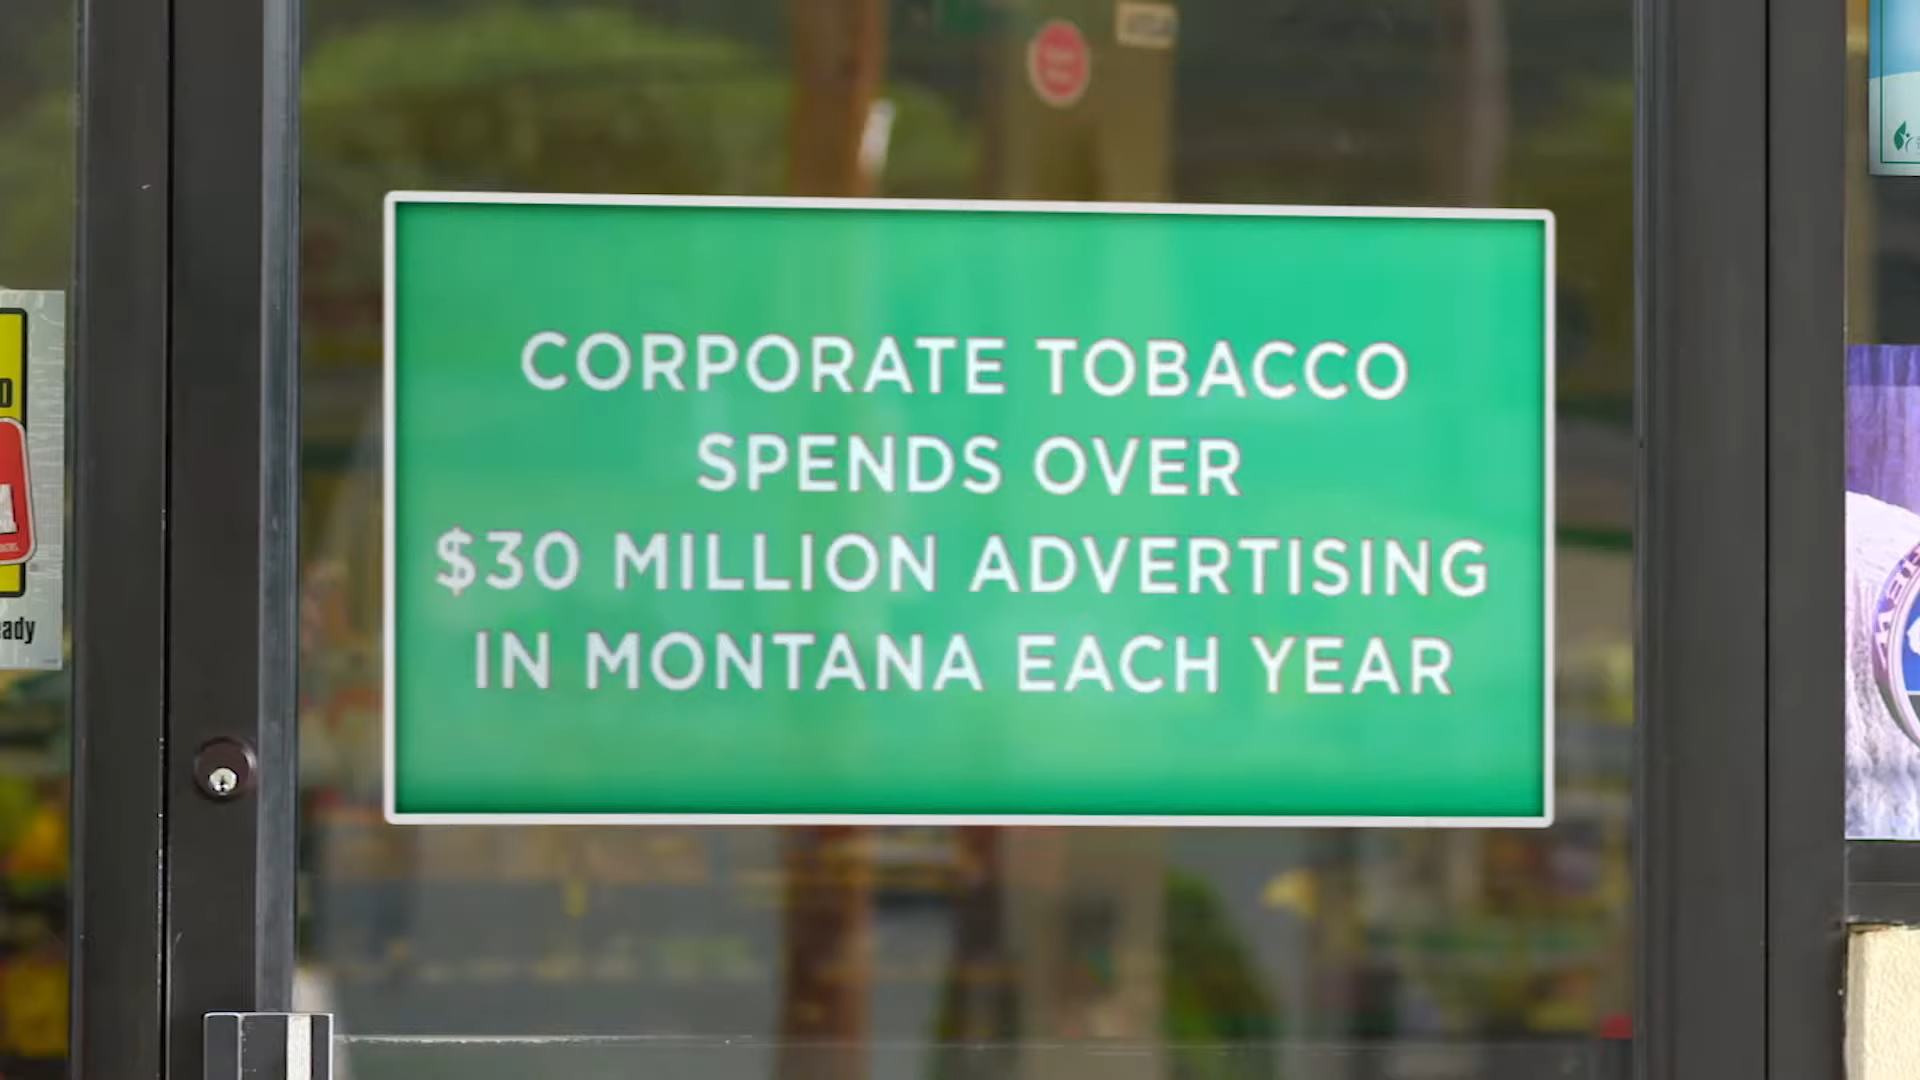 CORPORATE TOBACCO
SPENDS OVER
$30 MILLION ADVERTISING
IN MONTANA EACH YEAR